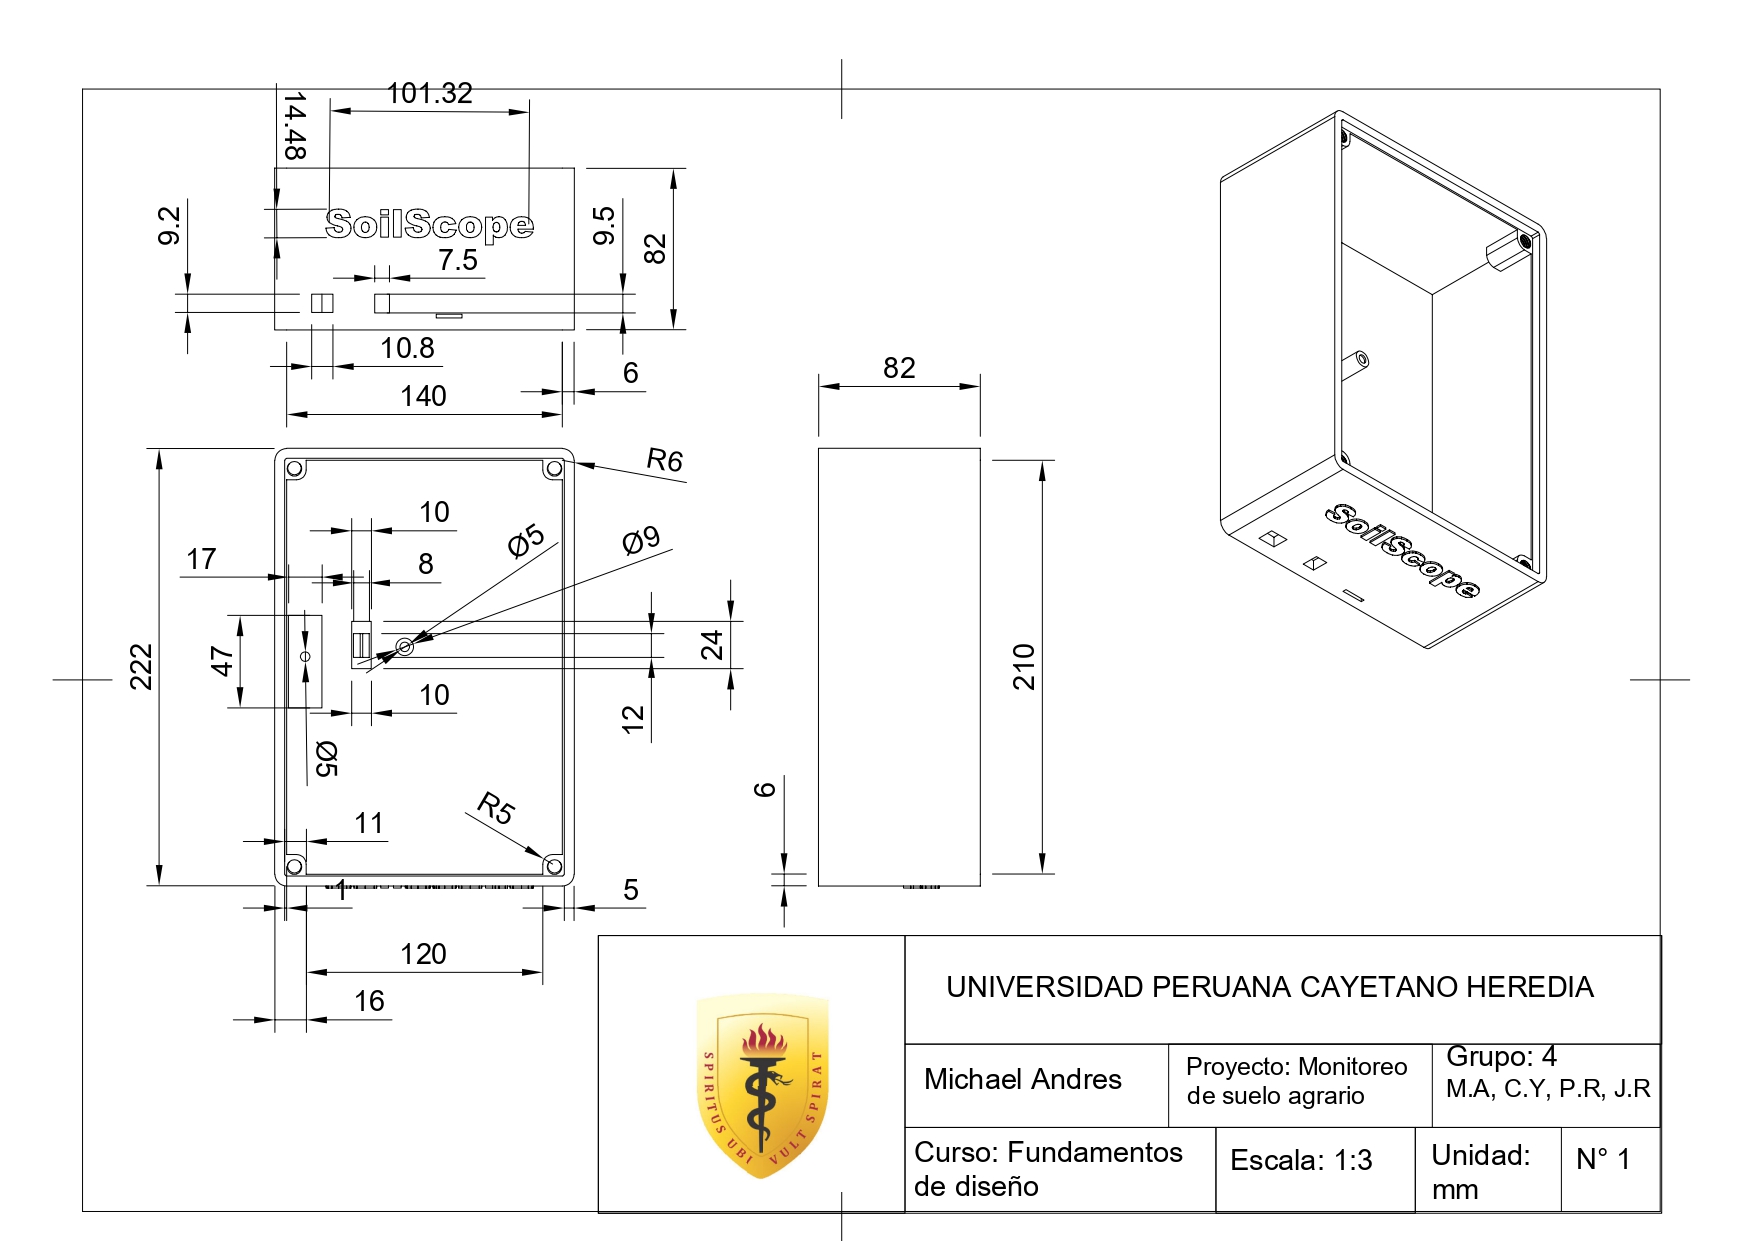 101.32
14.48
SoilScope
9.2
9.5
82
7.5
10.8
6
140
82
R6
10
Ø5
Ø9
8
17
24
222
47
210
10
12
Ø5
6
R5
11
1
5
120
16
SoilScope
UNIVERSIDAD PERUANA CAYETANO HEREDIA
SPIRITUS UBI VULT SPIRAT
Michael Andres
Proyecto: Monitoreo
de suelo agrario
Grupo: 4
M.A, C.Y, P.R, J.R
Curso: Fundamentos
de diseño
Escala: 1:3
Unidad:
mm
N° 1